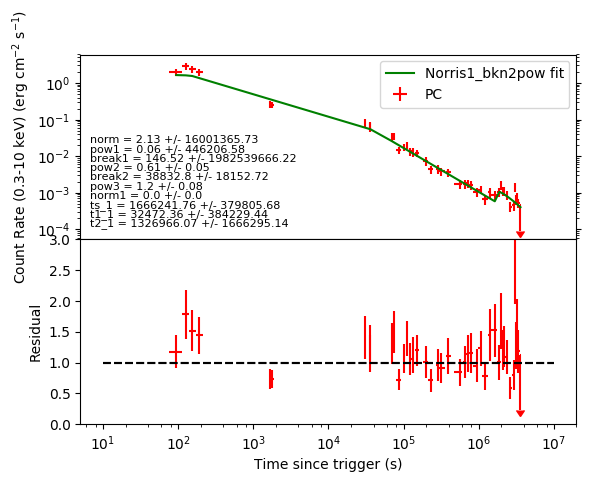 Count Rate (0.3-10 keV) (erg cm⁻² s⁻¹)
10⁰
10⁻¹
10⁻²
10⁻³
10⁻⁴
Norris1_bkn2pow fit
PC
norm = 2.13 +/- 16001365.73
pow1 = 0.06 +/- 446206.58
break1 = 146.52 +/- 1982539666.22
pow2 = 0.61 +/- 0.05
break2 = 38832.8 +/- 18152.72
pow3 = 1.2 +/- 0.08
norm1 = 0.0 +/- 0.0
ts_1 = 1666241.76 +/- 379805.68
t1_1 = 32472.36 +/- 384229.44
t2_1 = 1326966.07 +/- 1666295.14
Residual
3.0
2.5
2.0
1.5
1.0
0.5
0.0
10¹ 10² 10³ 10⁴ 10⁵ 10⁶ 10⁷
Time since trigger (s)